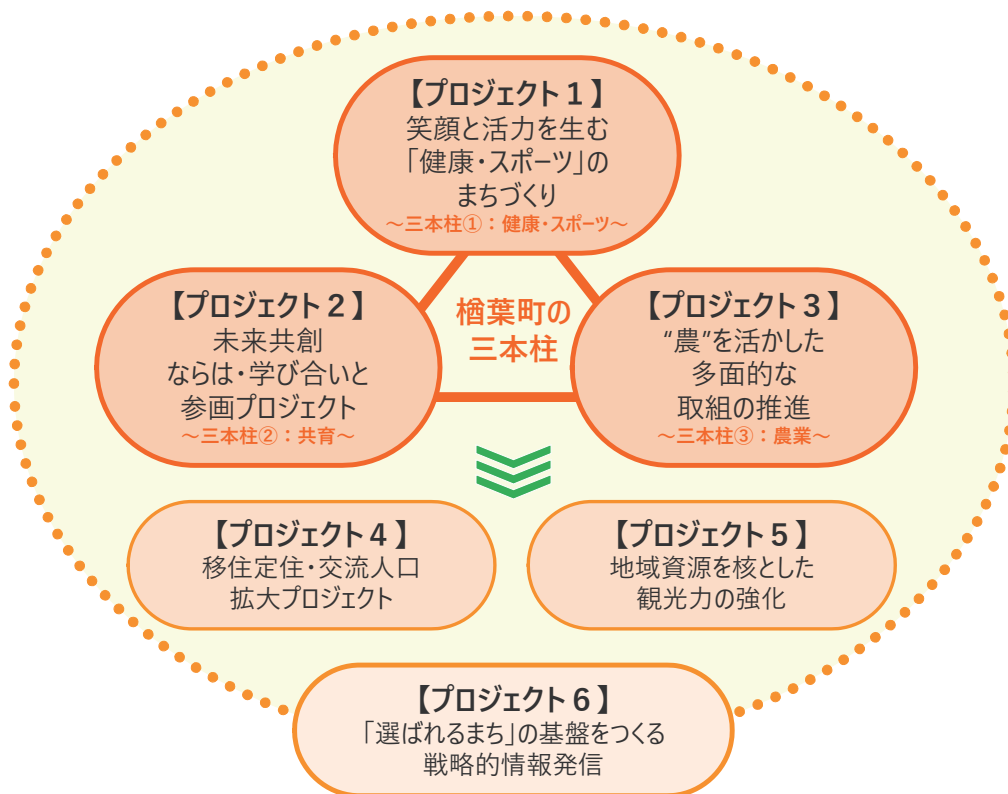 【プロジェクト1】
笑顔と活力を生む
「健康・スポーツ」の
まちづくり
～三本柱①：健康・スポーツ～
楢葉町の
三本柱
【プロジェクト2】
未来共創
ならは・学び合いと
参画プロジェクト
～三本柱②：共育～
【プロジェクト3】
“農”を活かした
多面的な
取組の推進
～三本柱③：農業～
【プロジェクト4】
移住定住・交流人口
拡大プロジェクト
【プロジェクト5】
地域資源を核とした
観光力の強化
【プロジェクト6】
「選ばれるまち」の基盤をつくる
戦略的情報発信